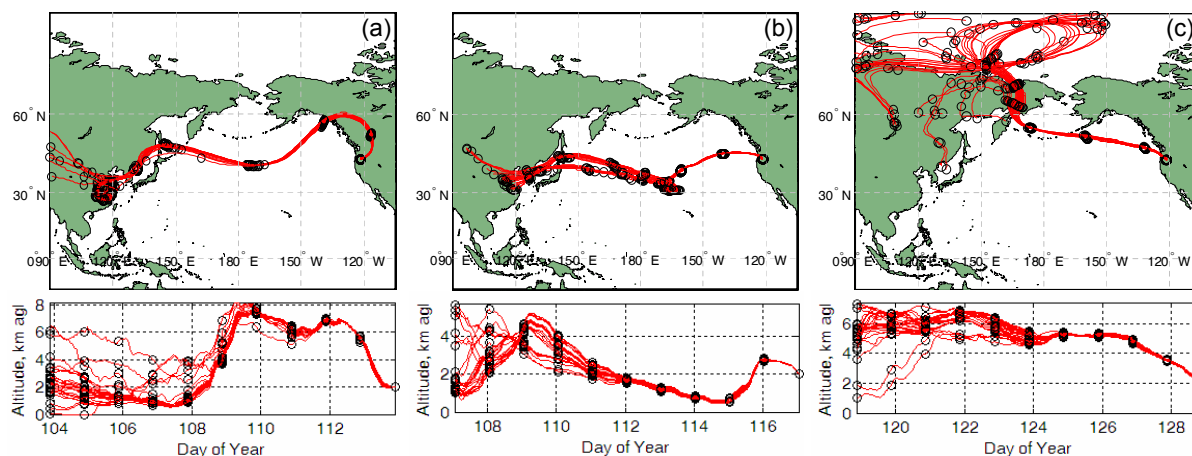 (a) (b) (c)
60° N 60° N 60° N
30° N 30° N 30° N
090° E 120° E 150° E 180° W 150° W 120° W 090° E 120° E 150° E 180° W 150° W 120° W 090° E 120° E 150° E 180° W 150° W 120° W
Altitude, km agl
8
6
4
2
0
104 106 108 110 112
Day of Year
Altitude, km agl
4
2
0
108 110 112 114 116
Day of Year
Altitude, km agl
6
4
2
0
120 122 124 126 128
Day of Year